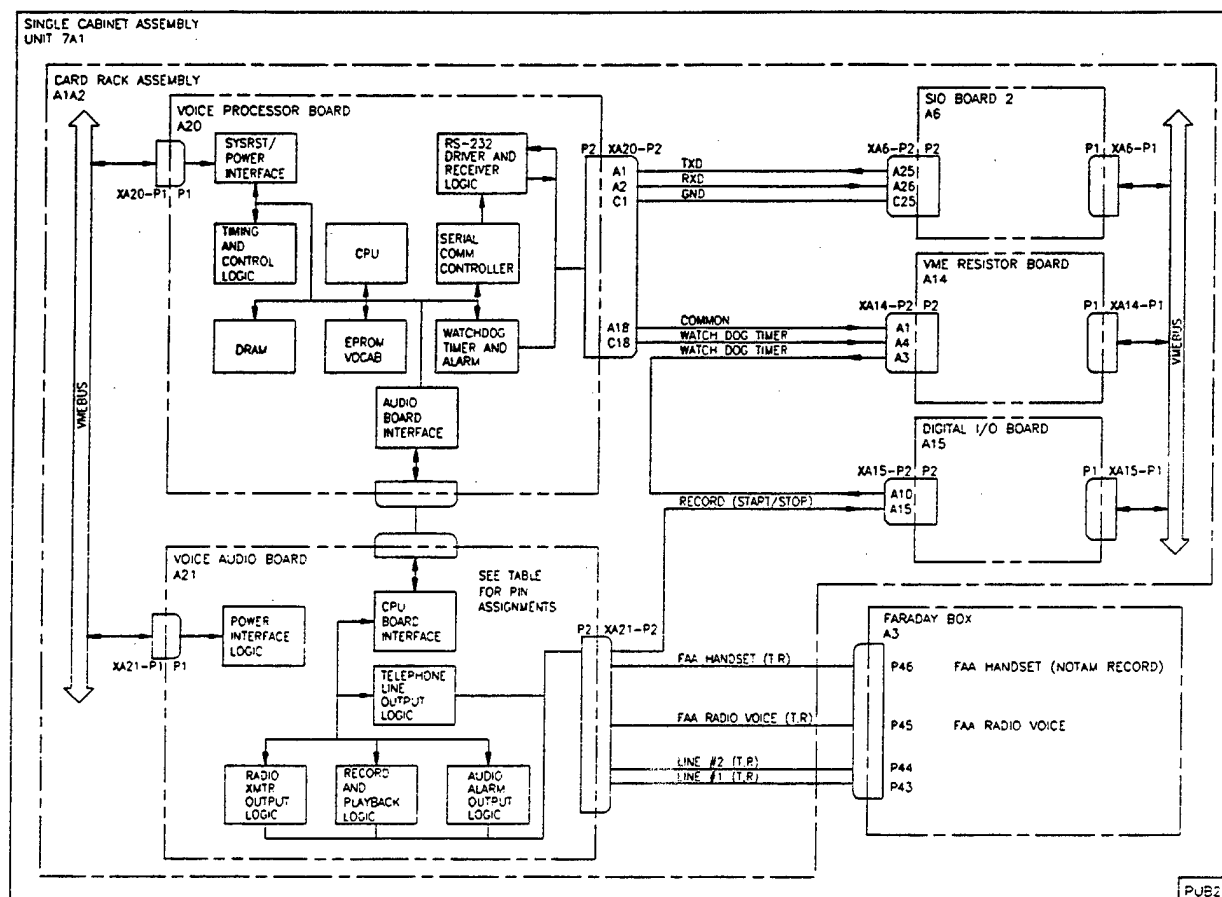 SINGLE CABINET ASSEMBLY
UNIT 7A1
CARD RACK ASSEMBLY
A1A2
VOICE PROCESSOR BOARD
A20
SYSRST/
POWER
INTERFACE
RS-232
DRIVER AND
RECEIVER
LOGIC
XA20-P1 P1
TIMING
AND
CONTROL
LOGIC
CPU
SERIAL
COMM
CONTROLLER
DRAM
EPROM
VOCAB
WATCHDOG
TIMER AND
ALARM
AUDIO
BOARD
INTERFACE
VMEBUS
P2 XA20-P2
A1
A2
C1
A18
C18
TXD
RXD
GND
COMMON
WATCH DOG TIMER
WATCH DOG TIMER
RECORD (START/STOP)
SIO BOARD 2
A6
XA6-P2 P2
A25
A26
C25
P1 XA6-P1
VME RESISTOR BOARD
A14
XA14-P2 P2
A1
A4
A3
P1 XA14-P1
VMEBUS
DIGITAL I/O BOARD
A15
XA15-P2 P2
A10
A15
P1 XA15-P1
VOICE AUDIO BOARD
A21
SEE TABLE
FOR PIN
ASSIGNMENTS
POWER
INTERFACE
LOGIC
XA21-P1 P1
CPU
BOARD
INTERFACE
TELEPHONE
LINE
OUTPUT
LOGIC
RADIO
XMTR
OUTPUT
LOGIC
RECORD
AND
PLAYBACK
LOGIC
AUDIO
ALARM
OUTPUT
LOGIC
P2 XA21-P2
FAA HANDSET (T.R)
FAA RADIO VOICE (T.R)
LINE #2 (T.R)
LINE #1 (T.R)
FARADAY BOX
A3
P46 FAA HANDSET (NOTAM RECORD)
P45 FAA RADIO VOICE
P44
P43
PUB2